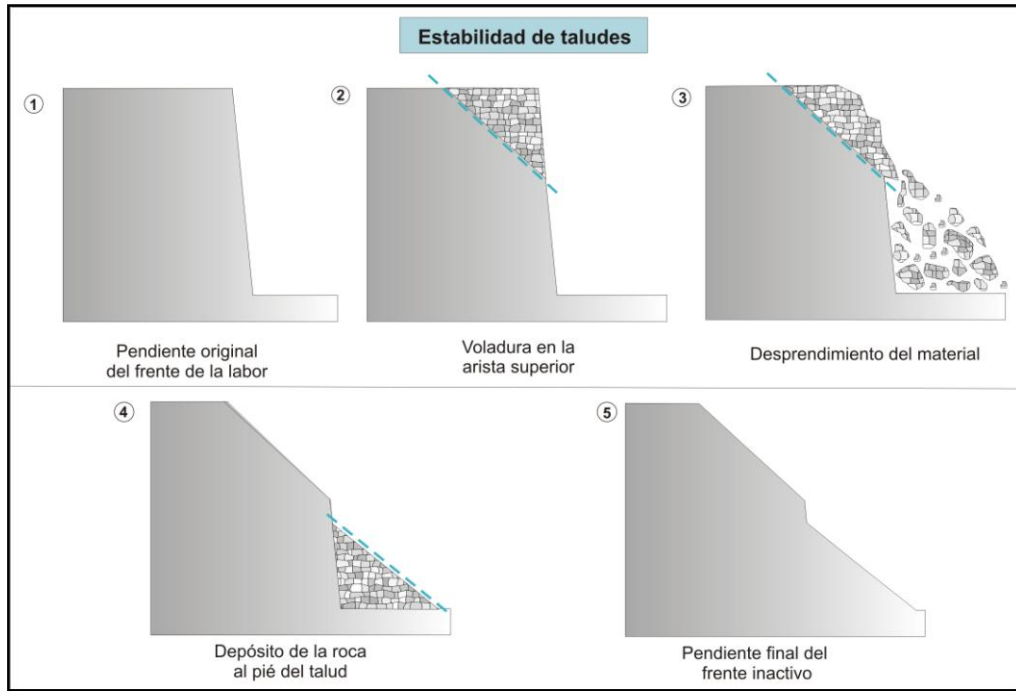 Estabilidad de taludes
1
2
3
Pendiente original
del frente de la labor
Voladura en la
arista superior
Desprendimiento del material
4
5
Depósito de la roca
al pié del talud
Pendiente final del
frente inactivo